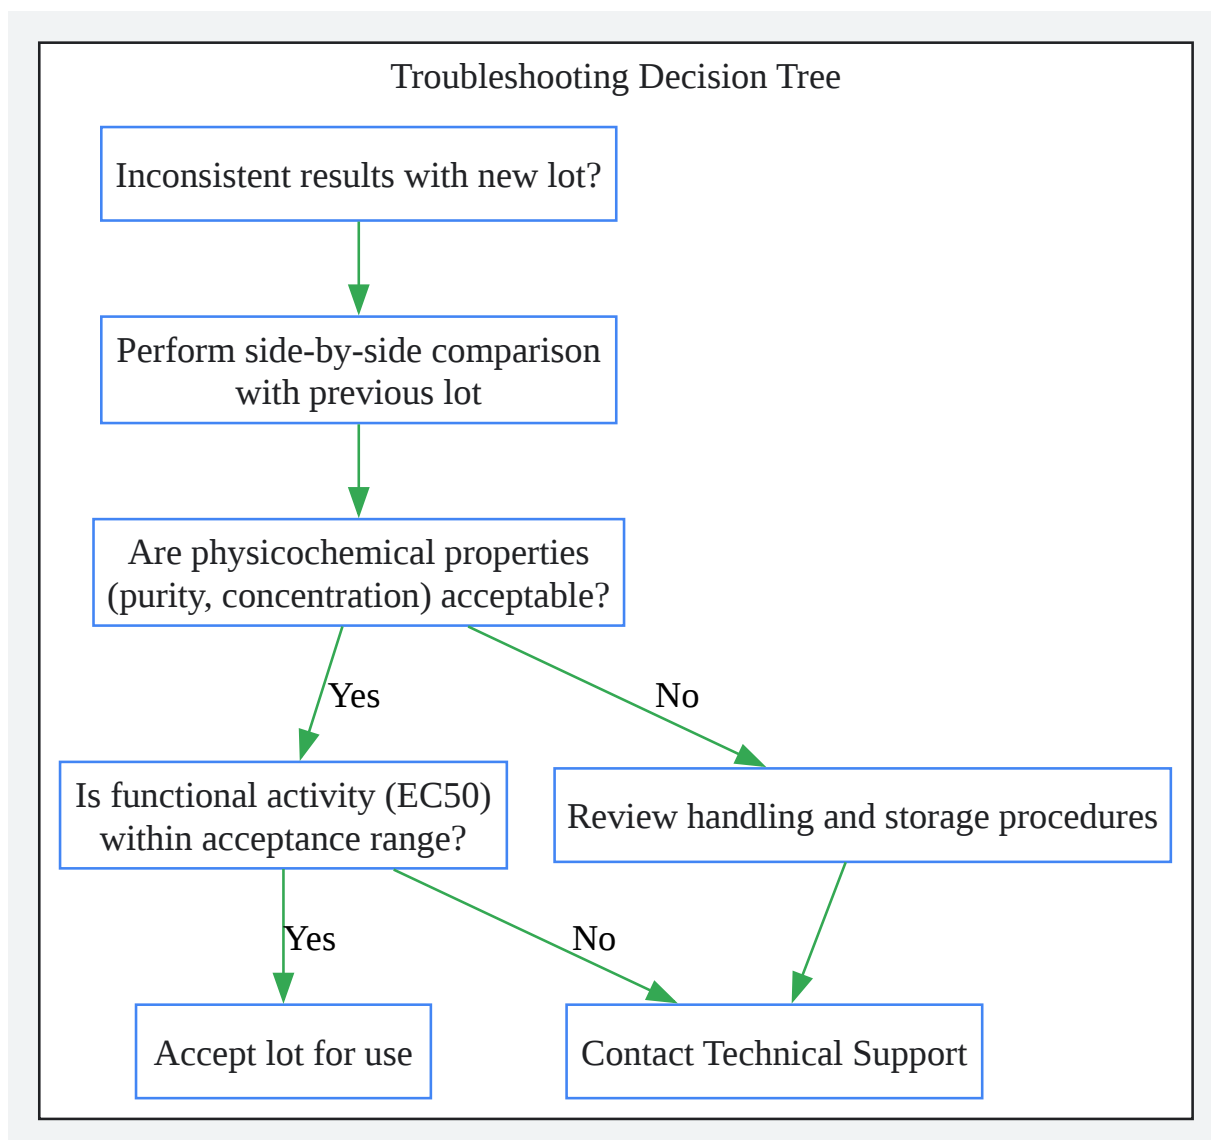 Troubleshooting Decision Tree
Inconsistent results with new lot?
Perform side-by-side comparison
with previous lot
Are physicochemical properties
(purity, concentration) acceptable?
Yes
No
Is functional activity (EC50)
within acceptance range?
Review handling and storage procedures
Yes
No
Accept lot for use
Contact Technical Support